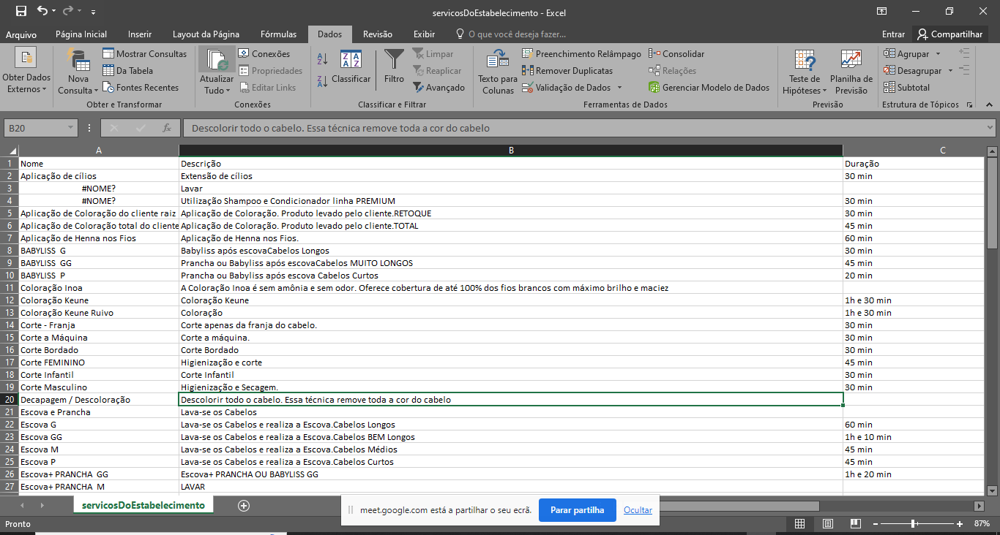 servicosDoEstabelecimento - Excel
Arquivo Página Inicial Inserir Layout da Página Fórmulas Dados Revisão Exibir O que você deseja fazer... Entrar Compartilhar
Obter Dados Externos
Nova Consulta
Mostrar Consultas
Da Tabela
Fontes Recentes
Obter e Transformar
Atualizar Tudo
Conexões
Propriedades
Editar Links
Conexões
Classificar
Filtro
Limpar
Reaplicar
Avançado
Classificar e Filtrar
Texto para Colunas
Preenchimento Relâmpago
Remover Duplicatas
Validação de Dados
Consolidar
Relações
Gerenciar Modelo de Dados
Ferramentas de Dados
Teste de Hipóteses
Planilha de Previsão
Previsão
Agrupar
Desagrupar
Subtotal
Estrutura de Tópicos
B20 fx Descolorir todo o cabelo. Essa técnica remove toda a cor do cabelo
A B C
1 Nome Descrição Duração
2 Aplicação de cílios Extensão de cílios 30 min
3 #NOME? Lavar
4 #NOME? Utilização Shampoo e Condicionador linha PREMIUM 30 min
5 Aplicação de Coloração do cliente raiz Aplicação de Coloração. Produto levado pelo cliente.RETOQUE 30 min
6 Aplicação de Coloração total do cliente Aplicação de Coloração. Produto levado pelo cliente.TOTAL 45 min
7 Aplicação de Henna nos Fios Aplicação de Henna nos Fios. 60 min
8 BABYLISS G Babyliss após escovaCabelos Longos 30 min
9 BABYLISS GG Prancha ou Babyliss após escovaCabelos MUITO LONGOS 45 min
10 BABYLISS P Prancha ou Babyliss após escova Cabelos Curtos 20 min
11 Coloração Inoa A Coloração Inoa é sem amônia e sem odor. Oferece cobertura de até 100% dos fios brancos com máximo brilho e maciez
12 Coloração Keune Coloração Keune 1h e 30 min
13 Coloração Keune Ruivo Coloração 1h e 30 min
14 Corte - Franja Corte apenas da franja do cabelo. 30 min
15 Corte a Máquina Corte a máquina. 30 min
16 Corte Bordado Corte Bordado 30 min
17 Corte FEMININO Higienização e corte 45 min
18 Corte Infantil Corte Infantil 30 min
19 Corte Masculino Higienização e Secagem. 30 min
20 Decapagem / Descoloração Descolorir todo o cabelo. Essa técnica remove toda a cor do cabelo
21 Escova e Prancha Lava-se os Cabelos
22 Escova G Lava-se os Cabelos e realiza a Escova.Cabelos Longos 60 min
23 Escova GG Lava-se os Cabelos e realiza a Escova.Cabelos BEM Longos 1h e 10 min
24 Escova M Lava-se os Cabelos e realiza a Escova.Cabelos Médios 45 min
25 Escova P Lava-se os Cabelos e realiza a Escova.Cabelos Curtos 45 min
26 Escova+ PRANCHA GG Escova+ PRANCHA OU BABYLISS GG 1h e 20 min
27 Escova+ PRANCHA M LAVAR
servicosDoEstabelecimento
meet.google.com está a partilhar o seu ecrã. Parar partilha Ocultar
Pronto 87%